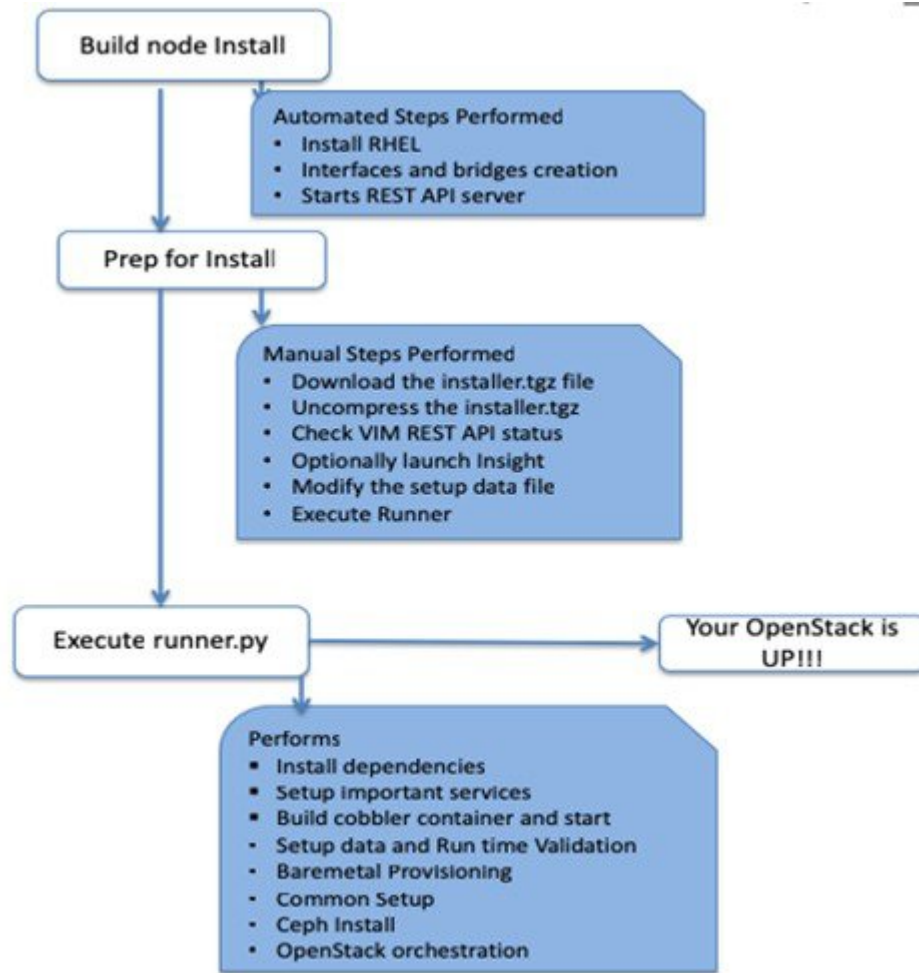 Build node Install
Automated Steps Performed
• Install RHEL
• Interfaces and bridges creation
• Starts REST API server
Prep for Install
Manual Steps Performed
• Download the installer.tgz file
• Uncompress the installer.tgz
• Check VIM REST API status
• Optionally launch Insight
• Modify the setup data file
• Execute Runner
Execute runner.py
Your OpenStack is
UP!!!
Performs
▪ Install dependencies
▪ Setup important services
▪ Build cobbler container and start
- Setup data and Run time Validation
- Baremetal Provisioning
- Common Setup
- Ceph Install
- OpenStack orchestration